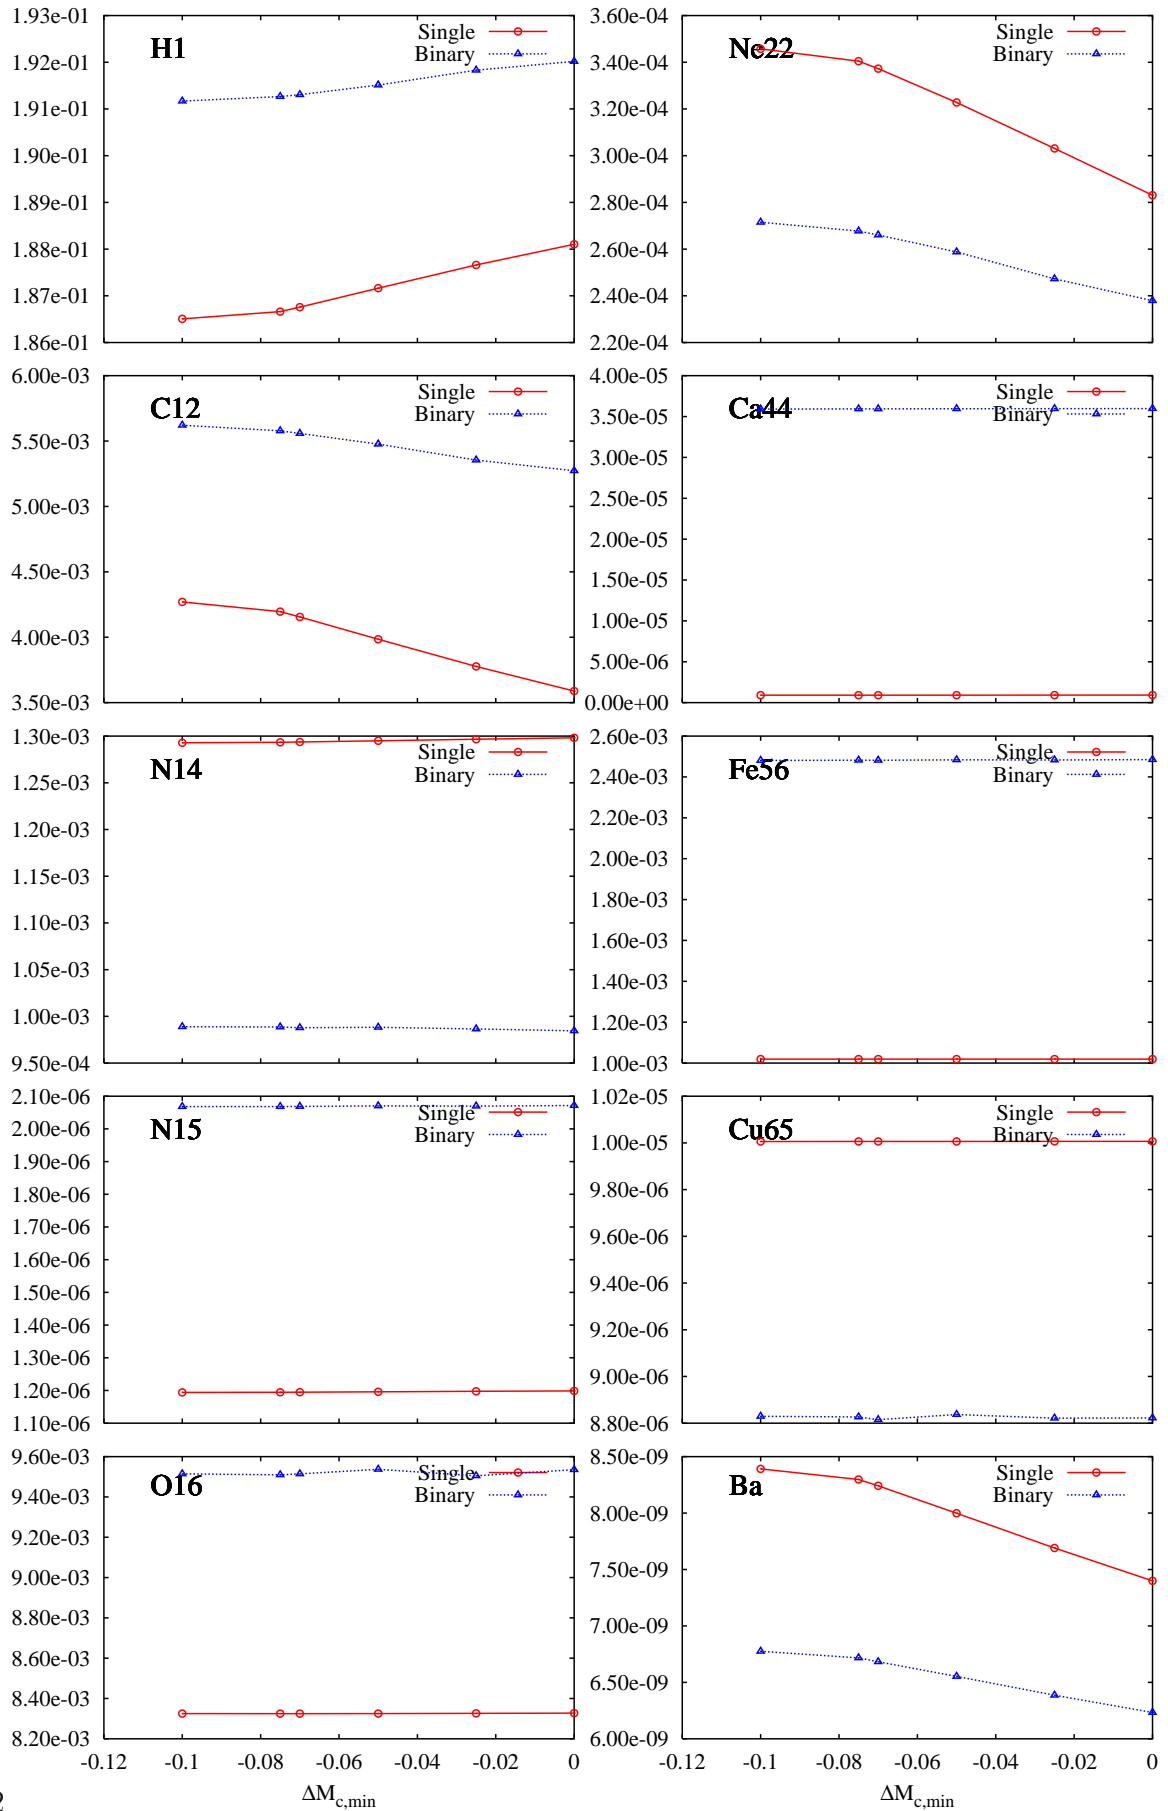 H1
Single
Binary
1.93e-01
1.92e-01
1.91e-01
1.90e-01
1.89e-01
1.88e-01
1.87e-01
1.86e-01
Ne22
Single
Binary
3.60e-04
3.40e-04
3.20e-04
3.00e-04
2.80e-04
2.60e-04
2.40e-04
2.20e-04
C12
Single
Binary
6.00e-03
5.50e-03
5.00e-03
4.50e-03
4.00e-03
3.50e-03
Ca44
Single
Binary
4.00e-05
3.50e-05
3.00e-05
2.50e-05
2.00e-05
1.50e-05
1.00e-05
5.00e-06
0.00e+00
N14
Single
Binary
1.30e-03
1.25e-03
1.20e-03
1.15e-03
1.10e-03
1.05e-03
1.00e-03
9.50e-04
Fe56
Single
Binary
2.60e-03
2.40e-03
2.20e-03
2.00e-03
1.80e-03
1.60e-03
1.40e-03
1.20e-03
1.00e-03
N15
Single
Binary
2.10e-06
2.00e-06
1.90e-06
1.80e-06
1.70e-06
1.60e-06
1.50e-06
1.40e-06
1.30e-06
1.20e-06
1.10e-06
Cu65
Single
Binary
1.02e-05
1.00e-05
9.80e-06
9.60e-06
9.40e-06
9.20e-06
9.00e-06
8.80e-06
O16
Single
Binary
9.60e-03
9.40e-03
9.20e-03
9.00e-03
8.80e-03
8.60e-03
8.40e-03
8.20e-03
-0.12 -0.1 -0.08 -0.06 -0.04 -0.02 0
ΔM c,min
Ba
Single
Binary
8.50e-09
8.00e-09
7.50e-09
7.00e-09
6.50e-09
6.00e-09
-0.12 -0.1 -0.08 -0.06 -0.04 -0.02 0
ΔM c,min
2